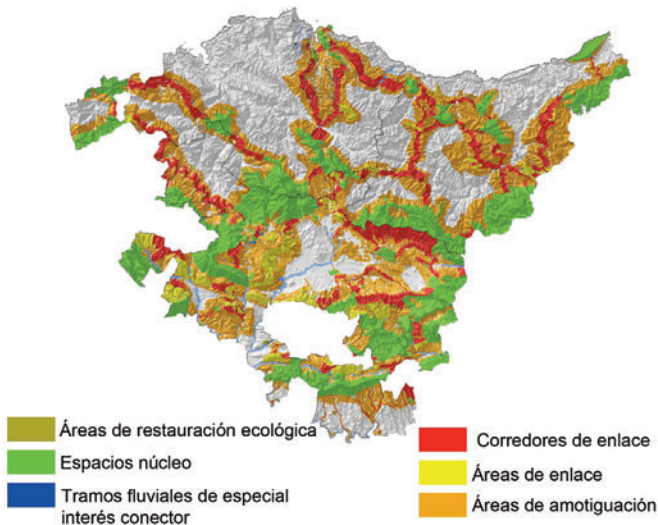 Áreas de restauración ecológica
Espacios núcleo
Tramos fluviales de especial
interés conector
Corredores de enlace
Áreas de enlace
Áreas de amotiguación